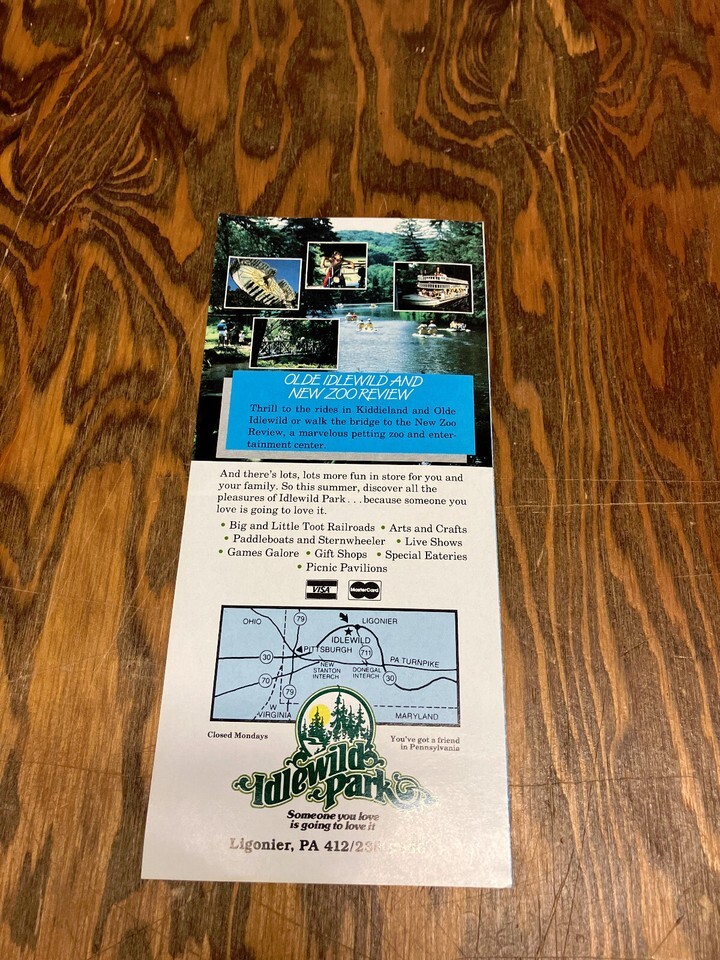 OLDE IDLEWILD AND
NEW ZOO REVIEW
Thrill to the rides in Kiddieland and Olde
Idlewild or walk the bridge to the New Zoo
Review, a marvelous petting zoo and enter-
tainment center.
And there's lots, lots more fun in store for you and
your family. So this summer, discover all the
pleasures of Idlewild Park...because someone you
love is going to love it.
• Big and Little Toot Railroads • Arts and Crafts
• Paddleboats and Sternwheeler • Live Shows
• Games Galore • Gift Shops • Special Eateries
• Picnic Pavilions
VISA MasterCard
OHIO 79 LIGONIER
IDLEWILD
PITTSBURGH 711
30 PA TURNPIKE
NEW STANTON INTERCH
DONEGAL INTERCH
70 79 30
W VIRGINIA MARYLAND
Closed Mondays
You've got a friend
in Pennsylvania
Idlewild
Park
Someone you love
is going to love it
Ligonier, PA 412/23